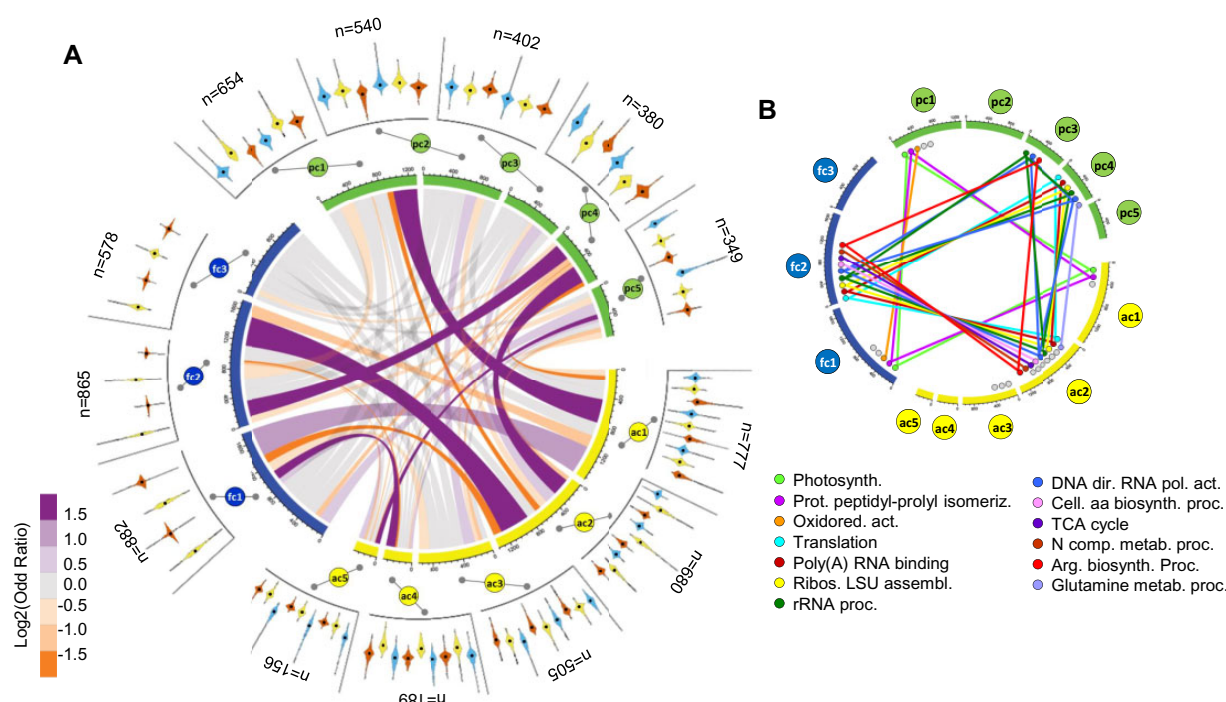 A
n=540
n=402
n=654
n=380
n=349
n=578
n=865
n=882
n=777
n=680
n=505
n=189
n=156
pc1
pc2
pc3
pc4
pc5
fc3
fc2
fc1
ac1
ac2
ac3
ac4
ac5
Log2(Odd Ratio)
1.5
1.0
0.5
0.0
-0.5
-1.0
-1.5
B
pc1
pc2
pc3
pc4
pc5
fc3
fc2
fc1
ac1
ac2
ac3
ac4
ac5
Photosynth.
Prot. peptidyl-prolyl isomeriz.
Oxidored. act.
Translation
Poly(A) RNA binding
Ribos. LSU assembl.
rRNA proc.
DNA dir. RNA pol. act.
Cell. aa biosynth. proc.
TCA cycle
N comp. metab. proc.
Arg. biosynth. Proc.
Glutamine metab. proc.